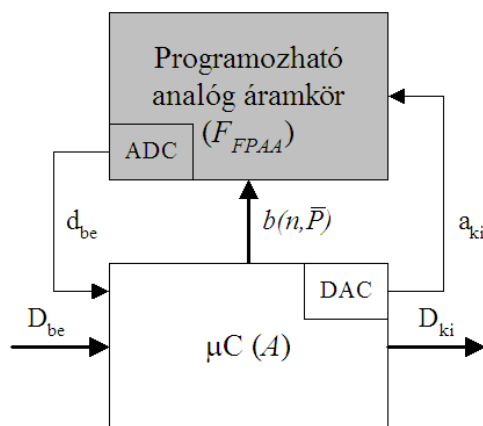 Programozható
analóg áramkör
(F_FPAA)
ADC
d_be
b(n,P̅)
a_ki
DAC
D_be
D_ki
µC (A)